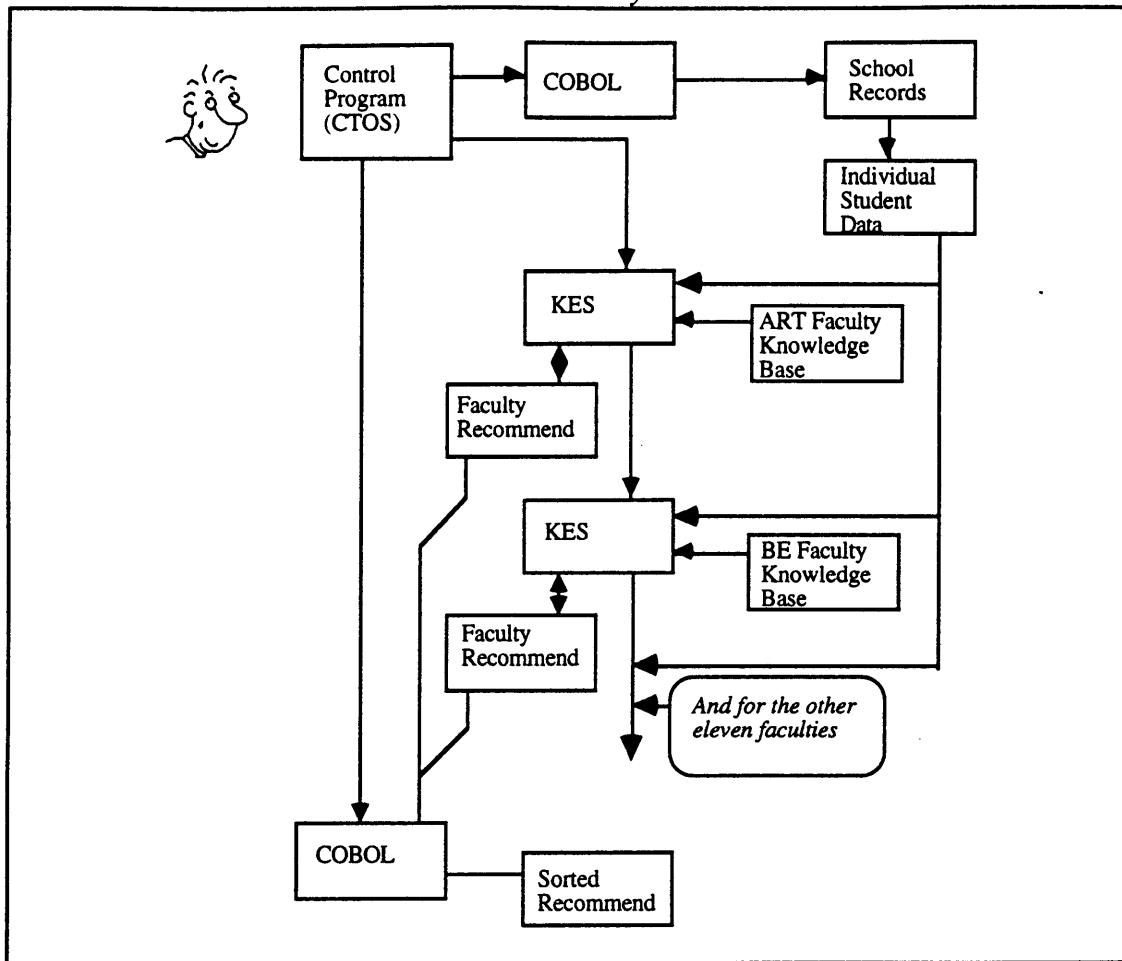 Control
Program
(CTOS)
COBOL
School
Records
Individual
Student
Data
KES
ART Faculty
Knowledge
Base
Faculty
Recommend
KES
BE Faculty
Knowledge
Base
Faculty
Recommend
And for the other
eleven faculties
COBOL
Sorted
Recommend